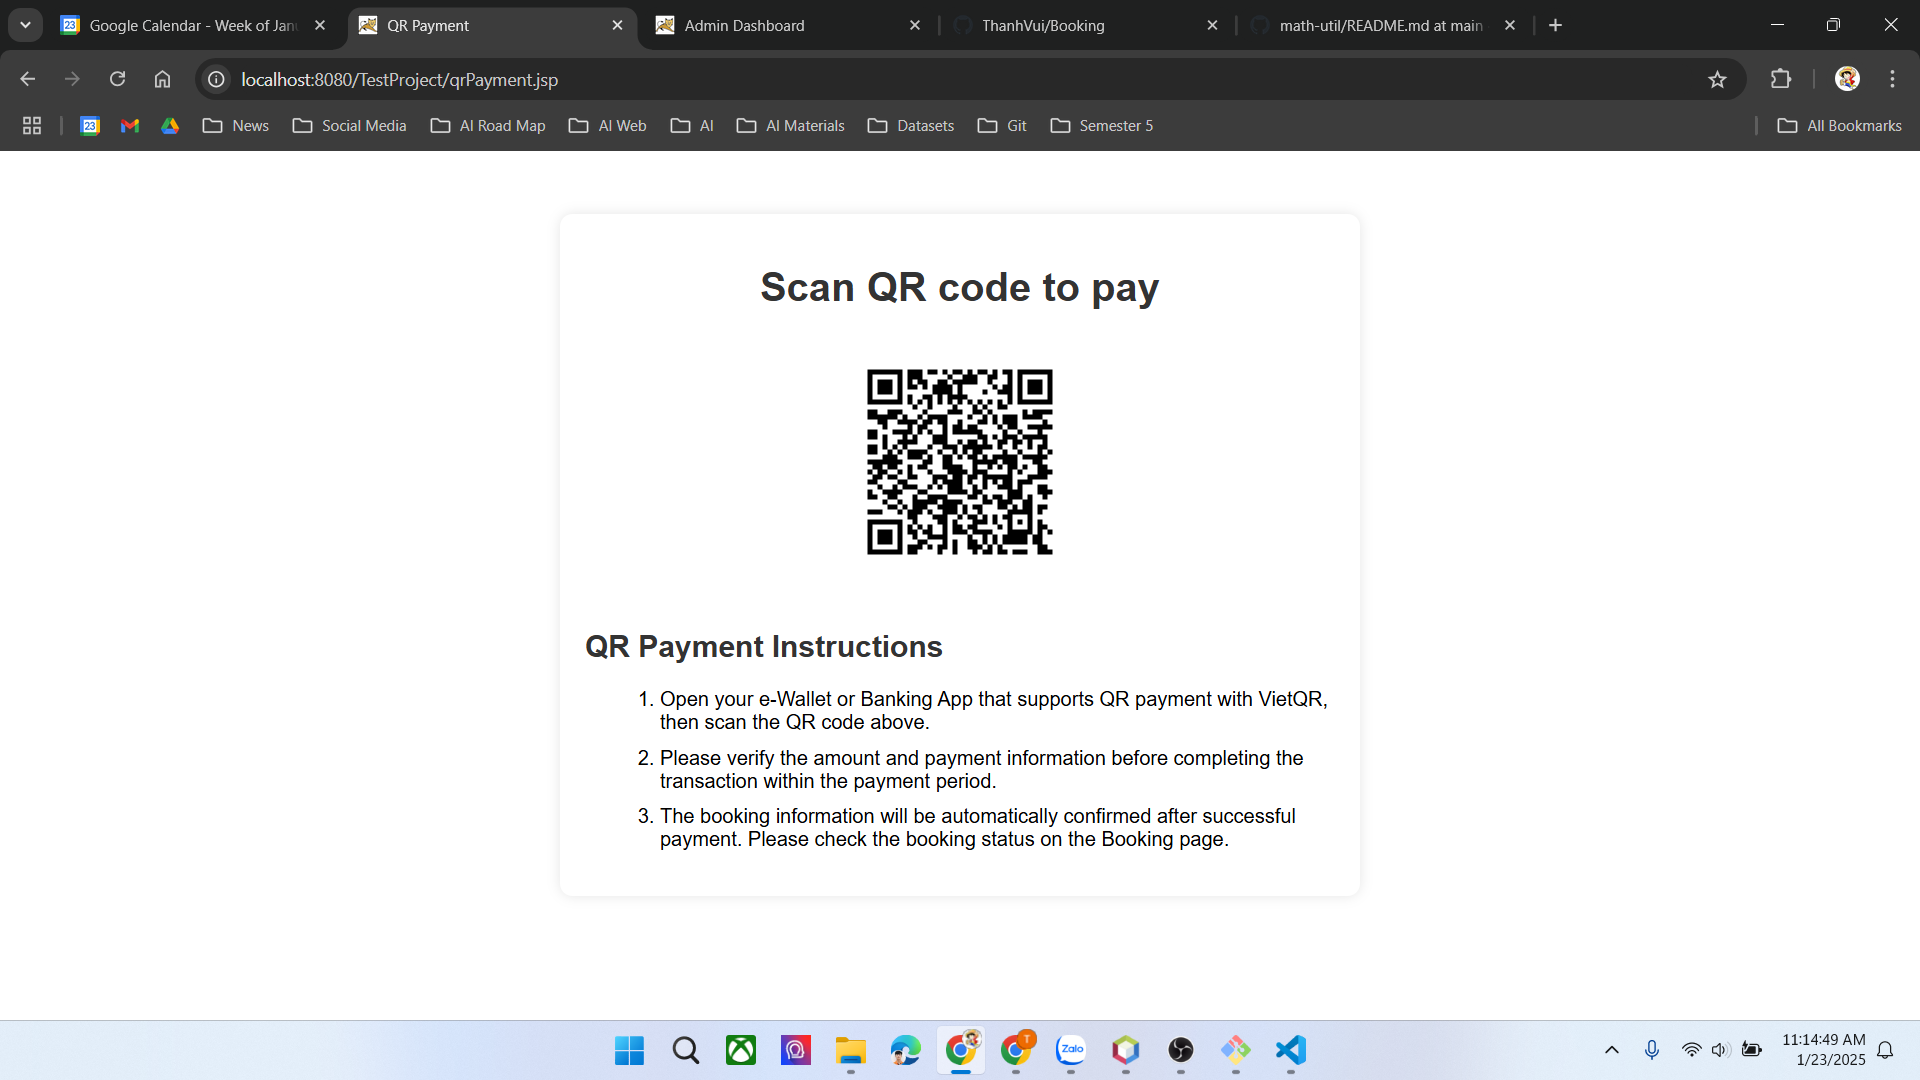 Google Calendar - Week of Jan
QR Payment
Admin Dashboard
ThanhVui/Booking
math-util/README.md at main
localhost:8080/TestProject/qrPayment.jsp
23
News
Social Media
AI Road Map
AI Web
AI
AI Materials
Datasets
Git
Semester 5
All Bookmarks
Scan QR code to pay
QR Payment Instructions
1. Open your e-Wallet or Banking App that supports QR payment with VietQR,
then scan the QR code above.
2. Please verify the amount and payment information before completing the
transaction within the payment period.
3. The booking information will be automatically confirmed after successful
payment. Please check the booking status on the Booking page.
T
Zalo
11:14:49 AM
1/23/2025